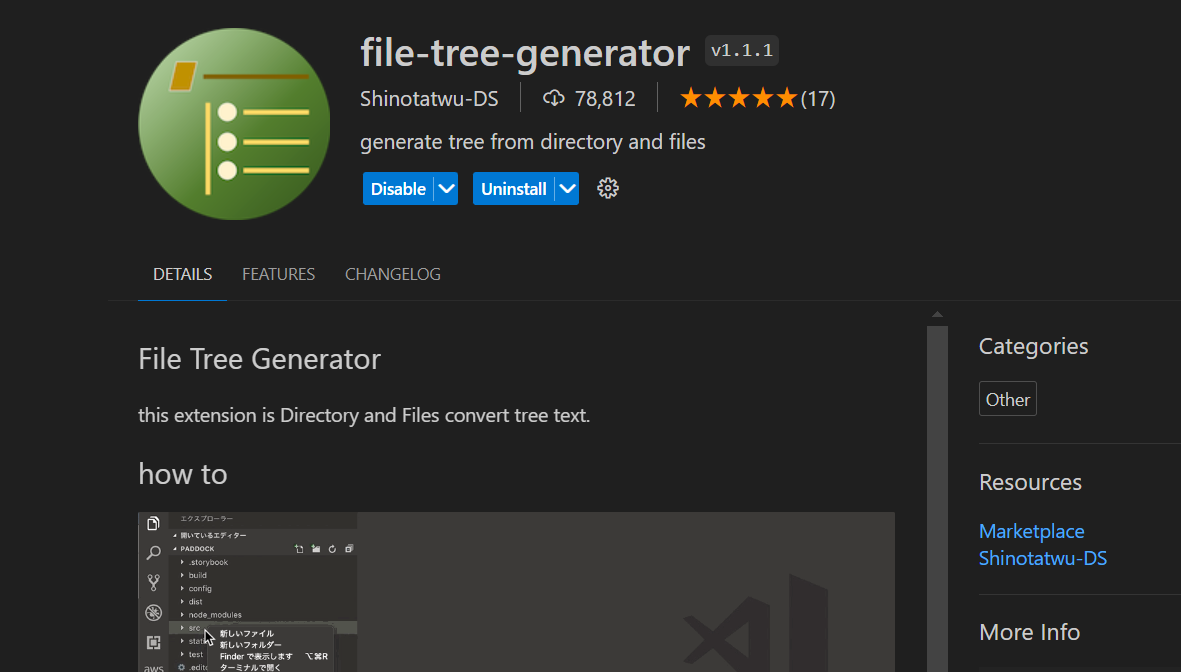 file-tree-generator v1.1.1
Shinotatwu-DS 78,812 (17)
generate tree from directory and files
Disable Uninstall
DETAILS FEATURES CHANGELOG
File Tree Generator
this extension is Directory and Files convert tree text.
how to
エクスプローラー
開いているエディター
PADDOCK
.storybook
build
config
dist
node_modules
src
新しいファイル
新しいフォルダー
test
Finder で表示します ⌥⌘R
ターミナルで開く
aws
Categories
Other
Resources
Marketplace
Shinotatwu-DS
More Info